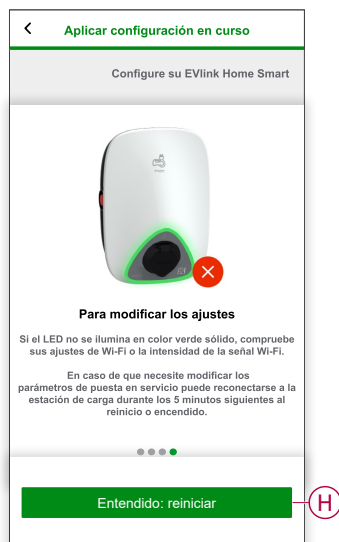 Aplicar configuración en curso
Configure su EVlink Home Smart
Para modificar los ajustes
Si el LED no se ilumina en color verde sólido, compruebe
sus ajustes de Wi-Fi o la intensidad de la señal Wi-Fi.
En caso de que necesite modificar los
parámetros de puesta en servicio puede reconectarse a la
estación de carga durante los 5 minutos siguientes al
reinicio o encendido.
Entendido: reiniciar
H